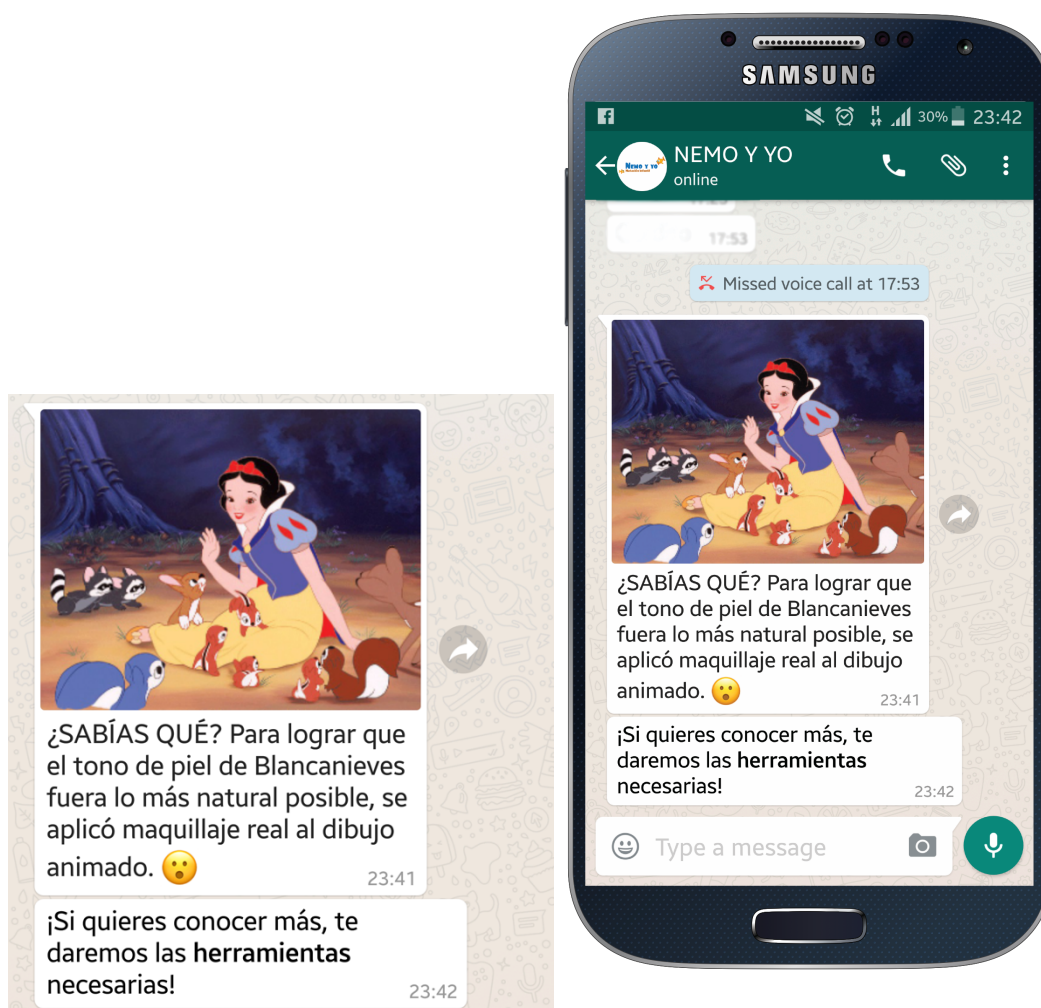 ¿SABÍAS QUÉ? Para lograr que
el tono de piel de Blancanieves
fuera lo más natural posible, se
aplicó maquillaje real al dibujo
animado. 😮
23:41
¡Si quieres conocer más, te
daremos las herramientas
necesarias!
23:42
SAMSUNG
30% 23:42
NEMO Y YO
online
NEMO Y YO
17:53
Missed voice call at 17:53
¿SABÍAS QUÉ? Para lograr que
el tono de piel de Blancanieves
fuera lo más natural posible, se
aplicó maquillaje real al dibujo
animado. 😮
23:41
¡Si quieres conocer más, te
daremos las herramientas
necesarias!
23:42
Type a message